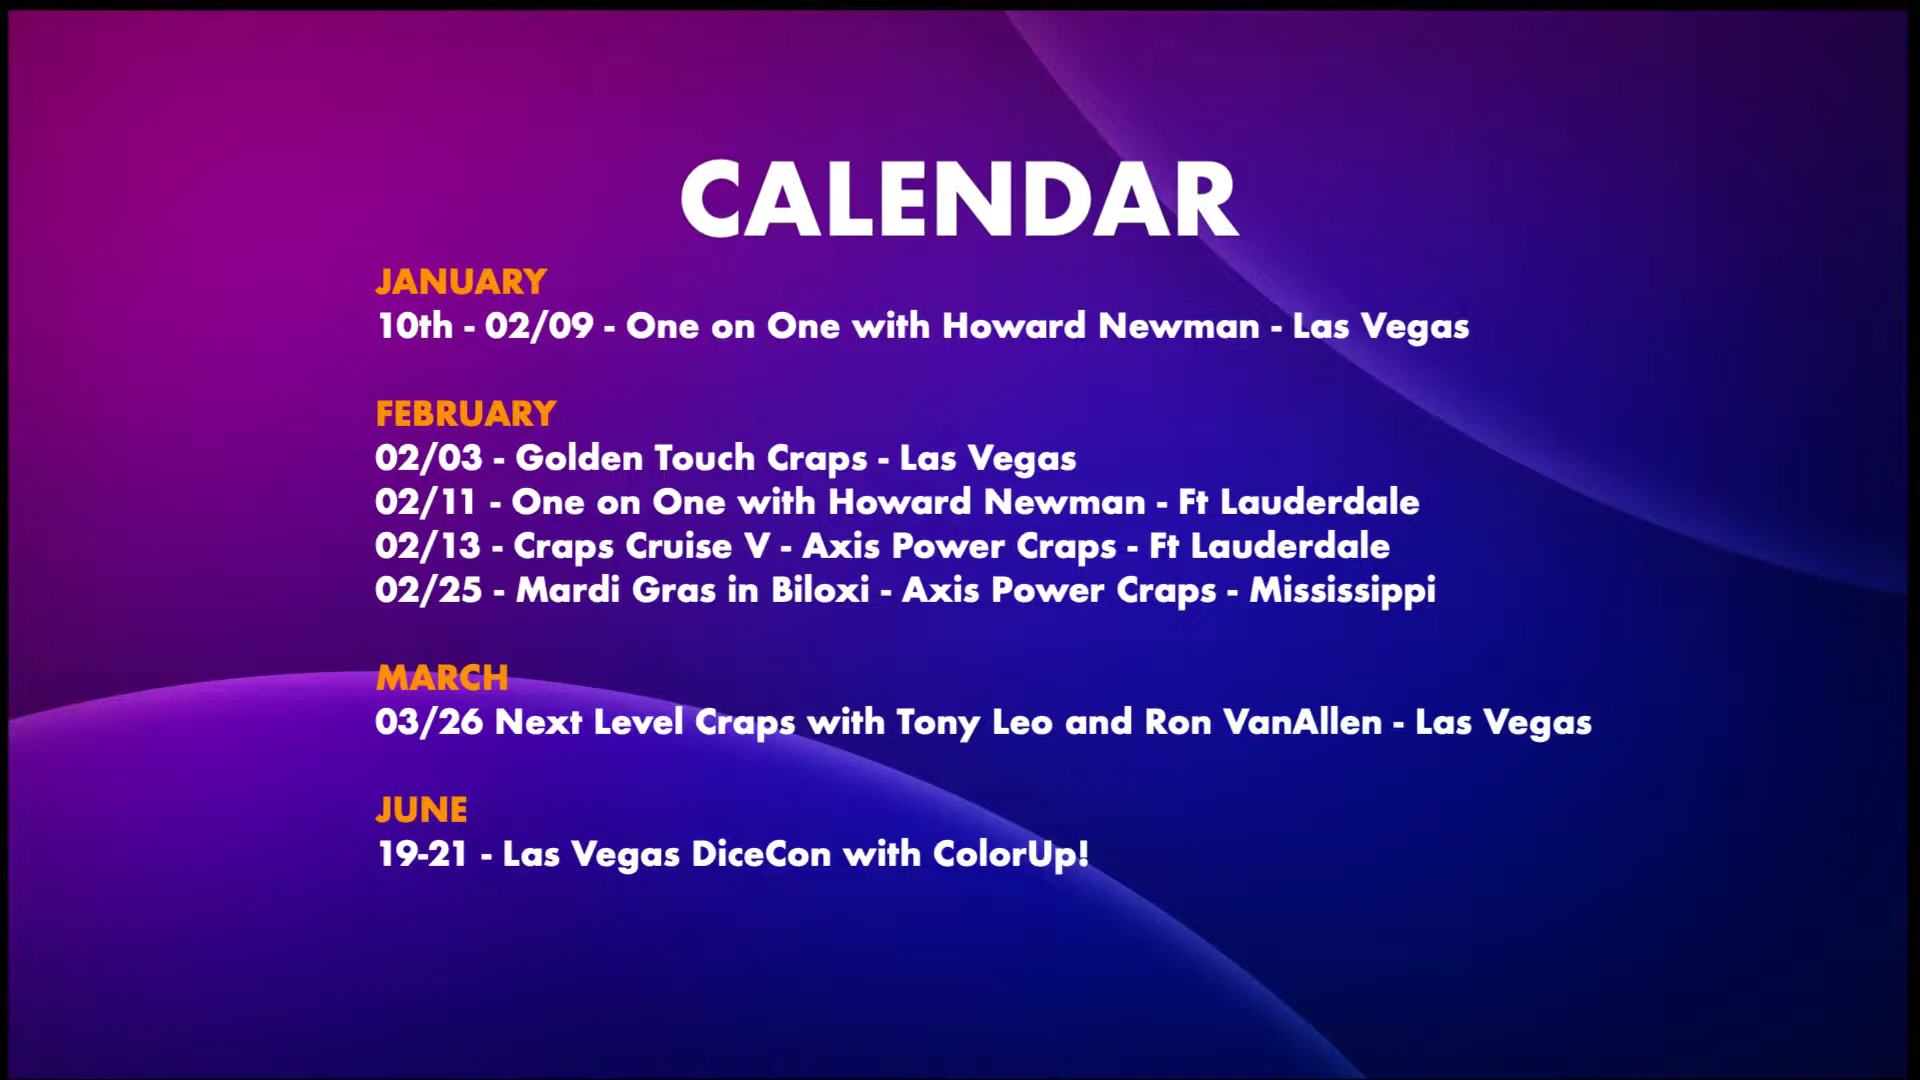 CALENDAR
JANUARY
10th - 02/09 - One on One with Howard Newman - Las Vegas
FEBRUARY
02/03 - Golden Touch Craps - Las Vegas
02/11 - One on One with Howard Newman - Ft Lauderdale
02/13 - Craps Cruise V - Axis Power Craps - Ft Lauderdale
02/25 - Mardi Gras in Biloxi - Axis Power Craps - Mississippi
MARCH
03/26 Next Level Craps with Tony Leo and Ron VanAllen - Las Vegas
JUNE
19-21 - Las Vegas DiceCon with ColorUp!